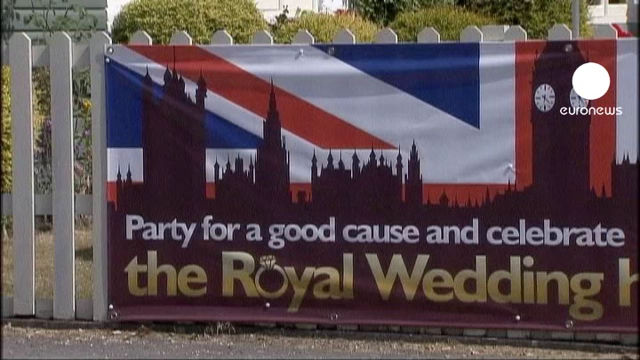 euronews
Party for a good cause and celebrate
the Royal Wedding h